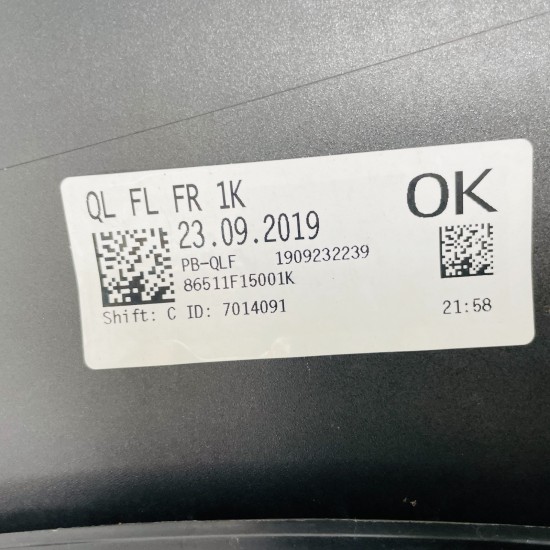 QL FL FR 1K
OK
23.09.2019
PB-QLF 1909232239
86511F15001K
Shift: C ID: 7014091
21:58